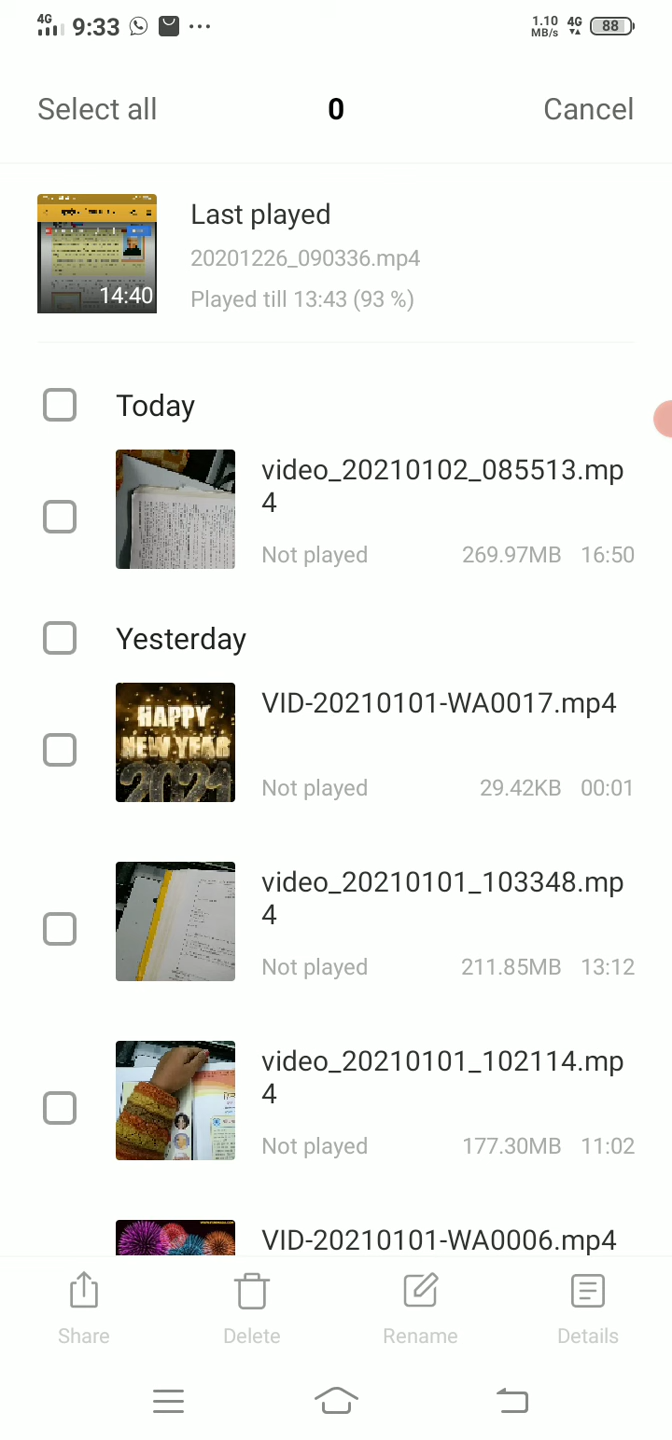 4G 9:33 ... 1.10 MB/s 4G 88
Select all 0 Cancel
14:40
Last played
20201226_090336.mp4
Played till 13:43 (93 %)
Today
video_20210102_085513.mp
4
Not played 269.97MB 16:50
Yesterday
HAPPY
NEW YEAR
2021
VID-20210101-WA0017.mp4
Not played 29.42KB 00:01
video_20210101_103348.mp
4
Not played 211.85MB 13:12
video_20210101_102114.mp
4
Not played 177.30MB 11:02
VID-20210101-WA0006.mp4
Share Delete Rename Details